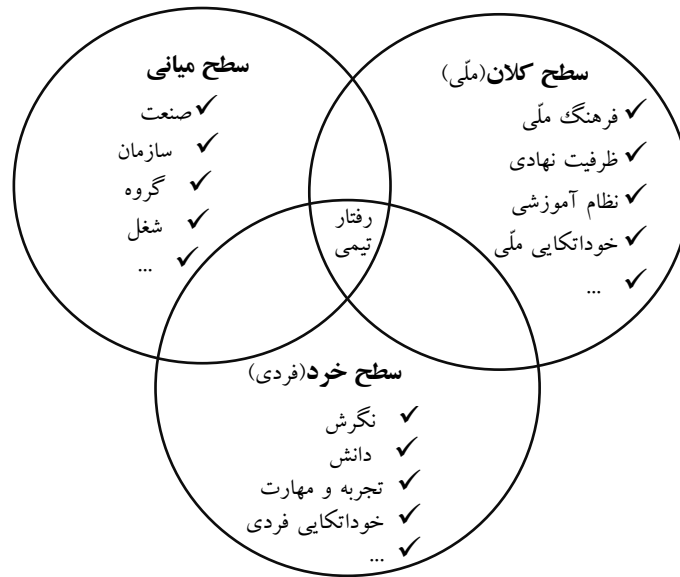 سطح کلان(ملّی)
فرهنگ ملّی
ظرفیت نهادی
نظام آموزشی
خوداتکایی ملّی
...
سطح میانی
صنعت
سازمان
گروه
شغل
...
رفتار
تیمی
سطح خرد(فردی)
نگرش
دانش
تجربه و مهارت
خوداتکایی فردی
...